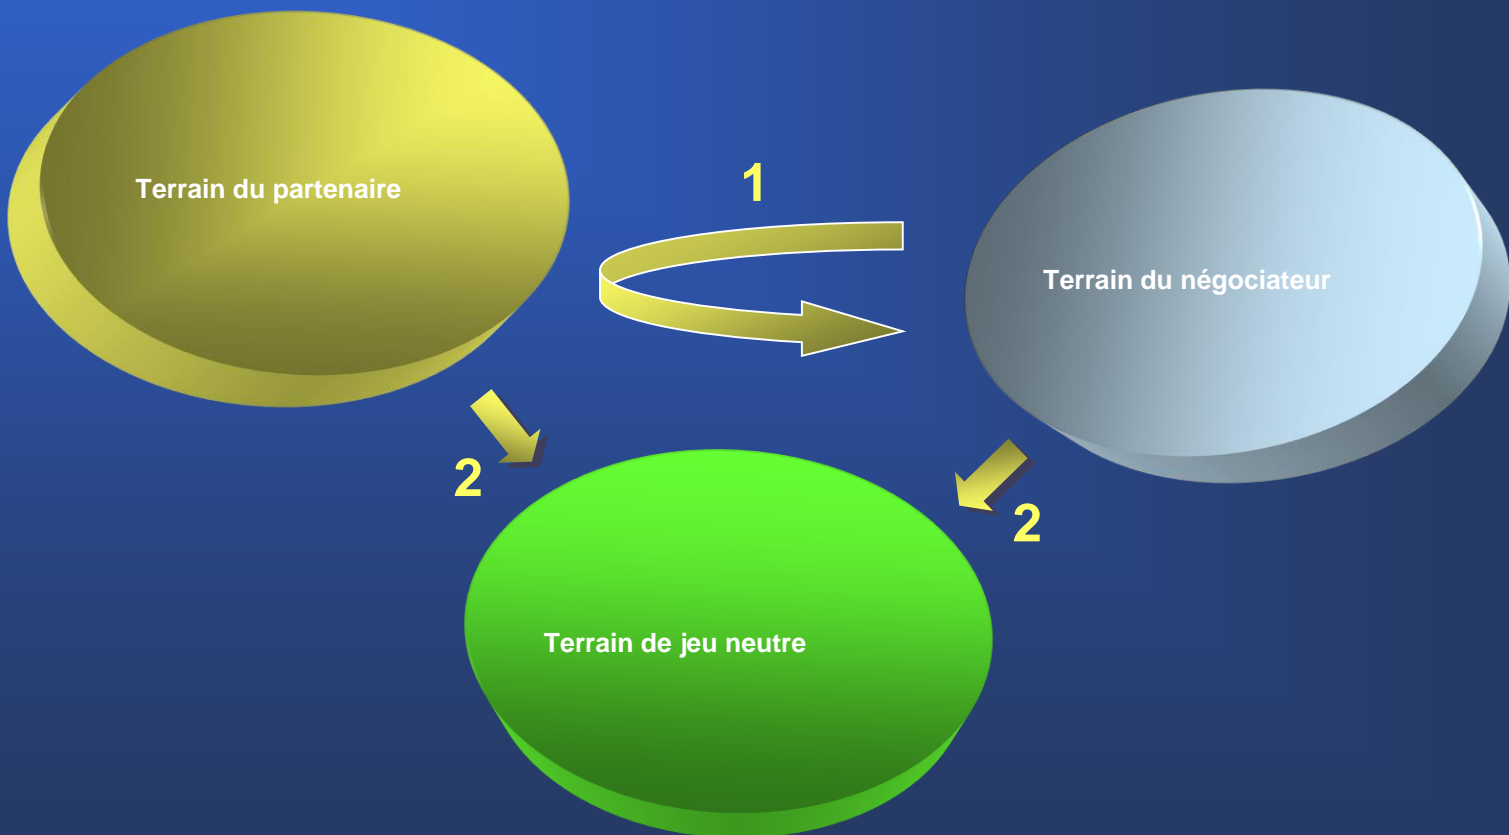 Terrain du partenaire
1
Terrain du négociateur
2
2
Terrain de jeu neutre